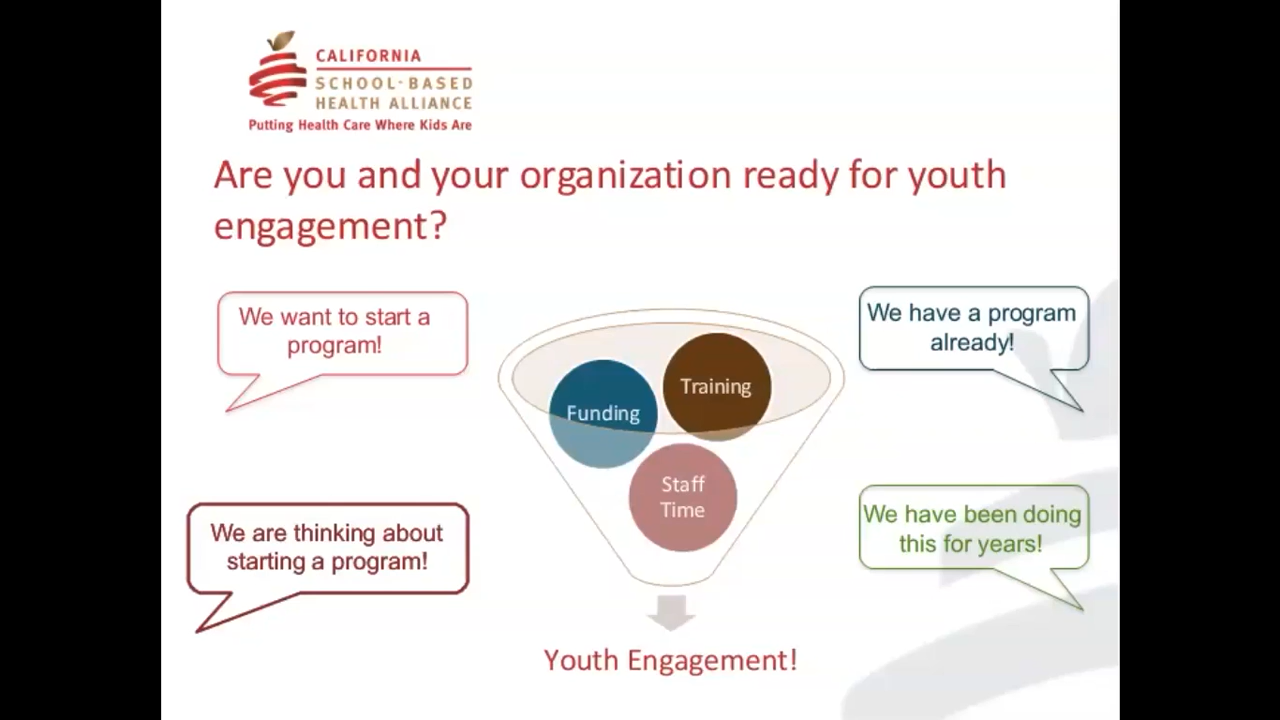 CALIFORNIA
SCHOOL-BASED
HEALTH ALLIANCE
Putting Health Care Where Kids Are
Are you and your organization ready for youth
engagement?
We want to start a
program!
We have a program
already!
Training
Funding
Staff
Time
We are thinking about
starting a program!
We have been doing
this for years!
Youth Engagement!